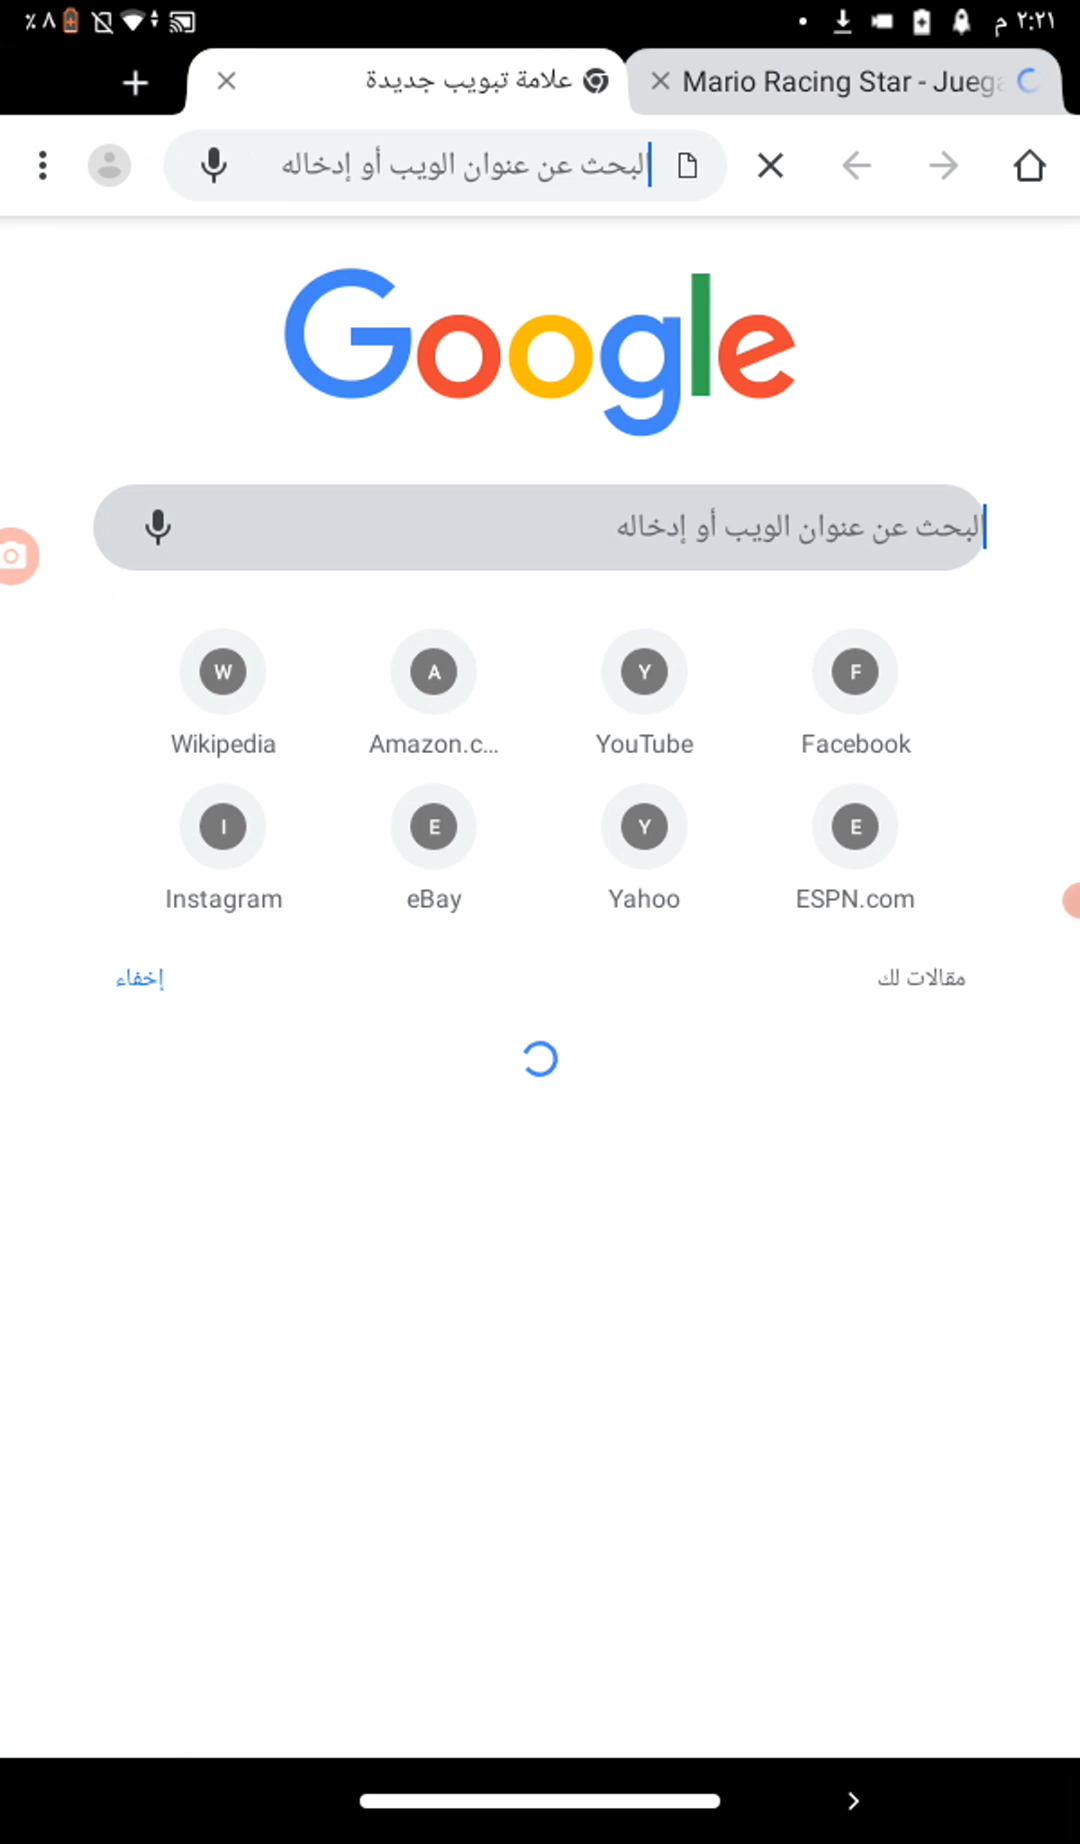 ٪ ٨
٢:٢١ م
Mario Racing Star - Juega
علامة تبويب جديدة
البحث عن عنوان الويب أو إدخاله
Google
البحث عن عنوان الويب أو إدخاله
W A Y F
Wikipedia Amazon.c... YouTube Facebook
I E Y E
Instagram eBay Yahoo ESPN.com
مقالات لك إخفاء